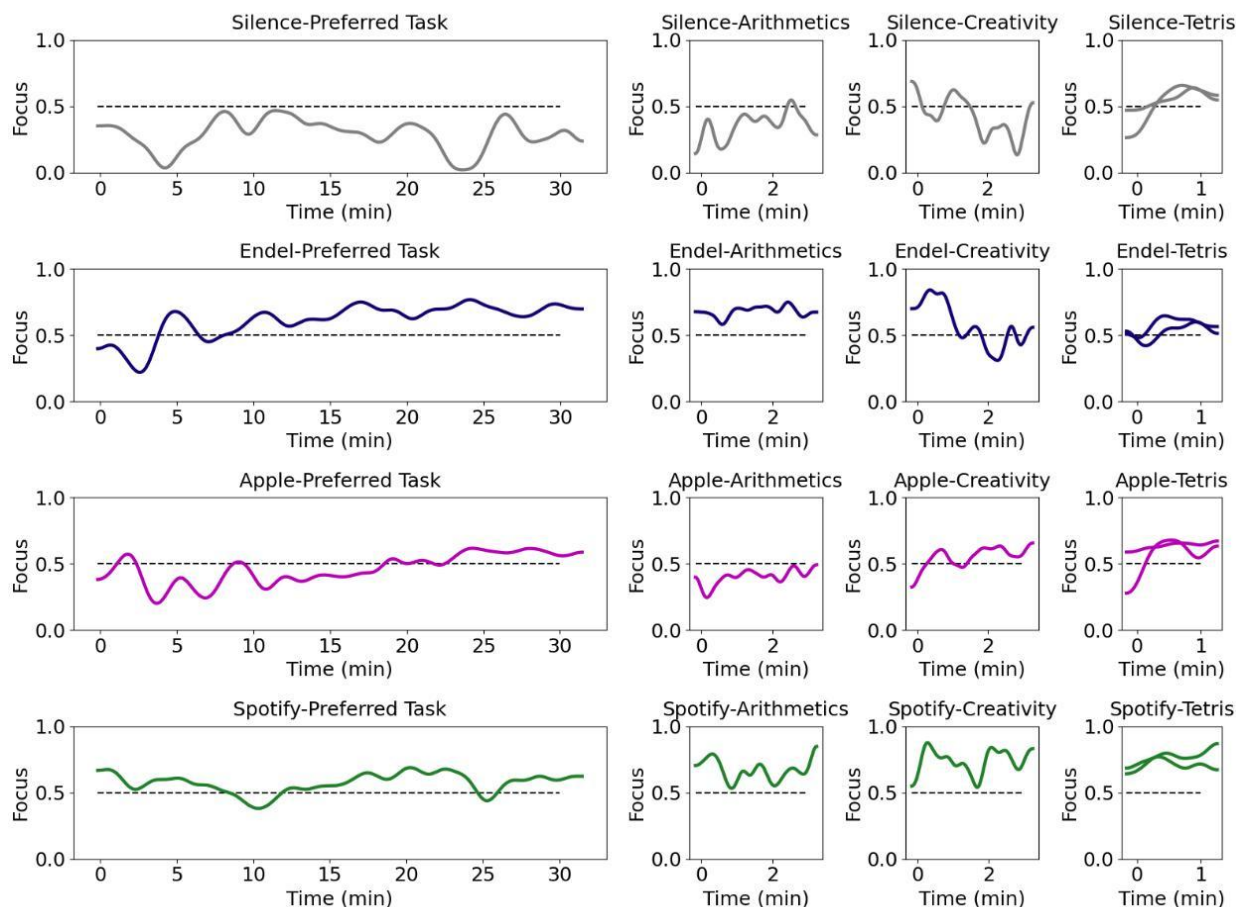 Silence-Preferred Task
Silence-Arithmetics
Silence-Creativity
Silence-Tetris
1.0
0.5
0.0
Focus
0 5 10 15 20 25 30
Time (min)
1.0
0.5
0.0
Focus
0 2
Time (min)
1.0
0.5
0.0
Focus
0 2
Time (min)
1.0
0.5
0.0
Focus
0 1
Time (min)
Endel-Preferred Task
Endel-Arithmetics
Endel-Creativity
Endel-Tetris
1.0
0.5
0.0
Focus
0 5 10 15 20 25 30
Time (min)
1.0
0.5
0.0
Focus
0 2
Time (min)
1.0
0.5
0.0
Focus
0 2
Time (min)
1.0
0.5
0.0
Focus
0 1
Time (min)
Apple-Preferred Task
Apple-Arithmetics
Apple-Creativity
Apple-Tetris
1.0
0.5
0.0
Focus
0 5 10 15 20 25 30
Time (min)
1.0
0.5
0.0
Focus
0 2
Time (min)
1.0
0.5
0.0
Focus
0 2
Time (min)
1.0
0.5
0.0
Focus
0 1
Time (min)
Spotify-Preferred Task
Spotify-Arithmetics
Spotify-Creativity
Spotify-Tetris
1.0
0.5
0.0
Focus
0 5 10 15 20 25 30
Time (min)
1.0
0.5
0.0
Focus
0 2
Time (min)
1.0
0.5
0.0
Focus
0 2
Time (min)
1.0
0.5
0.0
Focus
0 1
Time (min)